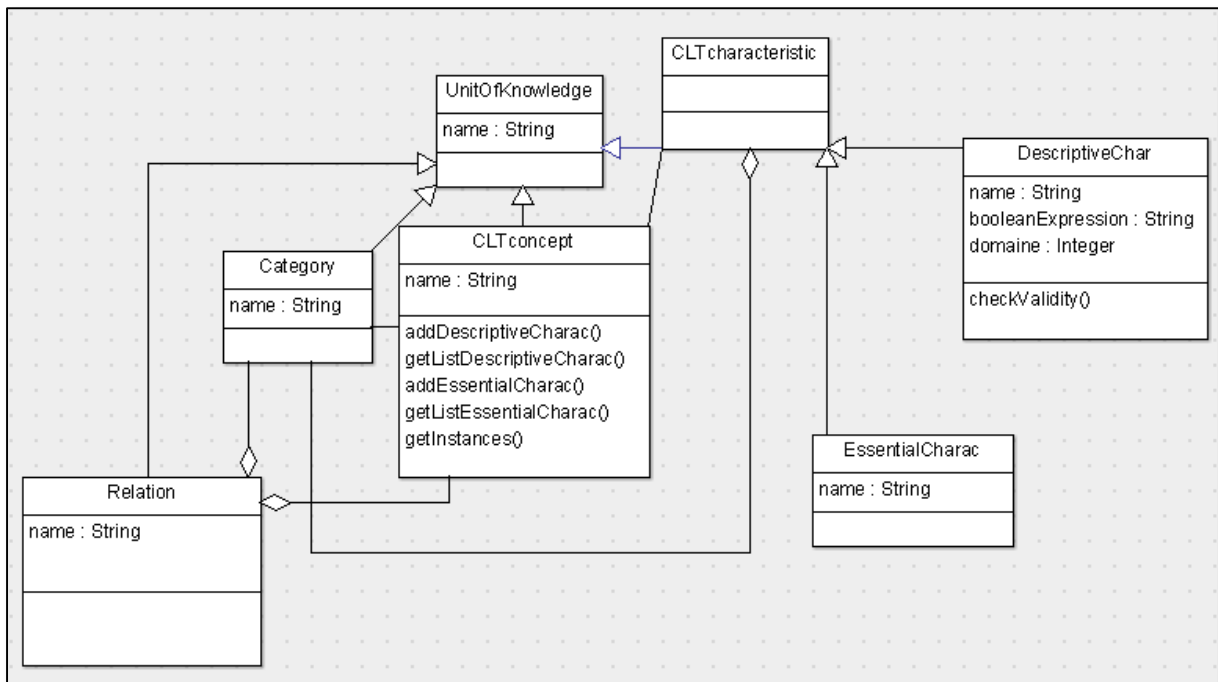 CLTcharacteristic
UnitOfKnowledge
name : String
DescriptiveChar
name : String
booleanExpression : String
domaine : Integer
checkValidity()
CLTconcept
name : String
addDescriptiveCharac()
getListDescriptiveCharac()
addEssentialCharac()
getListEssentialCharac()
getInstances()
Category
name : String
EssentialCharac
name : String
Relation
name : String